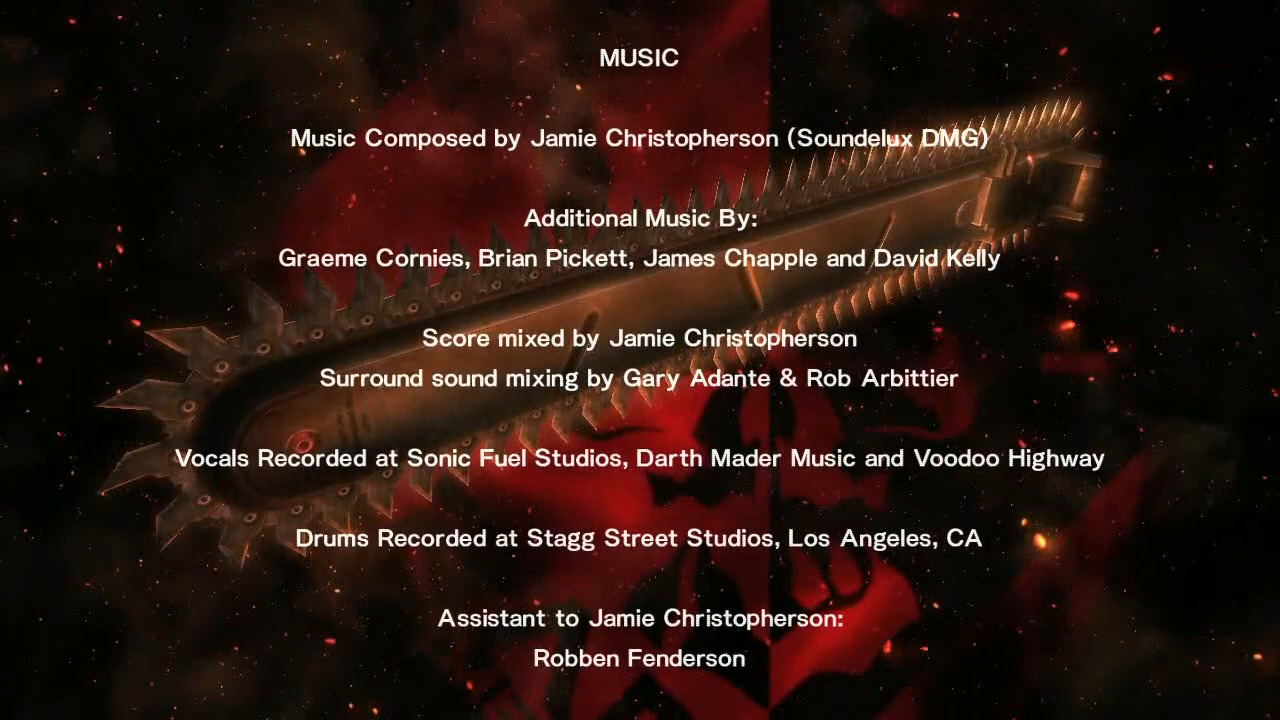 MUSIC
Music Composed by Jamie Christopherson (Soundelux DMG)
Additional Music By:
Graeme Cornies, Brian Pickett, James Chapple and David Kelly
Score mixed by Jamie Christopherson
Surround sound mixing by Gary Adante & Rob Arbittier
Vocals Recorded at Sonic Fuel Studios, Darth Mader Music and Voodoo Highway
Drums Recorded at Stagg Street Studios, Los Angeles, CA
Assistant to Jamie Christopherson:
Robben Fenderson